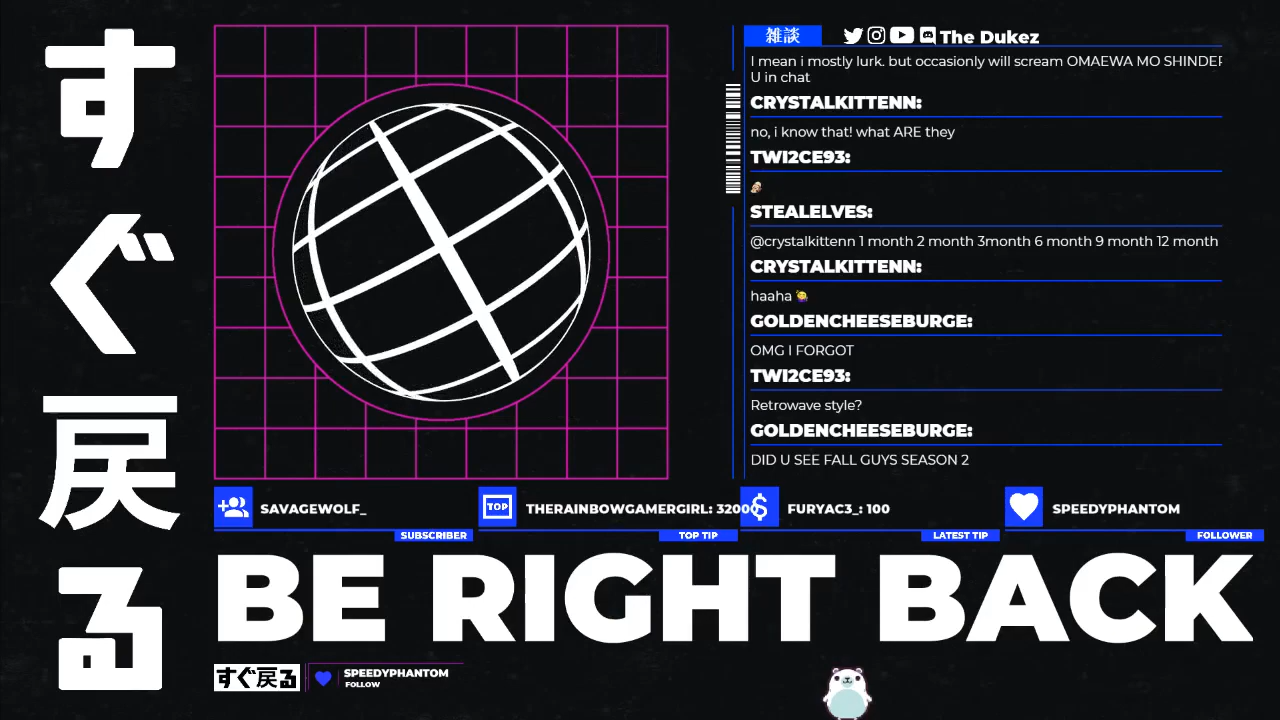 すぐ戻る
雑談
The Dukez
I mean i mostly lurk. but occasionly will scream OMAEWA MO SHINDER
U in chat
CRYSTALKITTENN:
no, i know that! what ARE they
TWI2CE93:
STEALELVES:
@crystalkittenn 1 month 2 month 3month 6 month 9 month 12 month
CRYSTALKITTENN:
haaha
GOLDENCHEESEBURGE:
OMG I FORGOT
TWI2CE93:
Retrowave style?
GOLDENCHEESEBURGE:
DID U SEE FALL GUYS SEASON 2
SAVAGEWOLF_
SUBSCRIBER
TOP
THERAINBOWGAMERGIRL: 32000
TOP TIP
$
FURYAC3_: 100
LATEST TIP
SPEEDYPHANTOM
FOLLOWER
BE RIGHT BACK
すぐ戻る
SPEEDYPHANTOM
FOLLOW